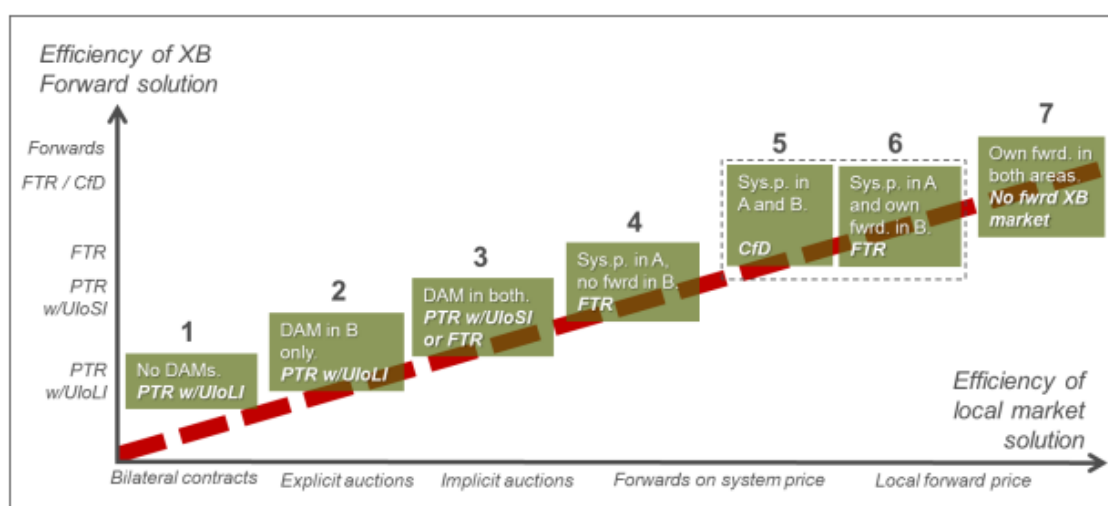 Efficiency of XB
Forward solution
Forwards
FTR / CfD
FTR
PTR
w/UIoSI
PTR
w/UIoLI
1
No DAMs.
PTR w/UIoLI
2
DAM in B
only.
PTR w/UIoLI
3
DAM in both.
PTR w/UIoSI
or FTR
4
Sys.p. in A,
no fwrd in B.
FTR
5
Sys.p. in
A and B.
CfD
6
Sys.p. in A
and own
fwrd. in B.
FTR
7
Own fwrd. in
both areas.
No fwrd XB
market
Efficiency of
local market
solution
Bilateral contracts
Explicit auctions
Implicit auctions
Forwards on system price
Local forward price